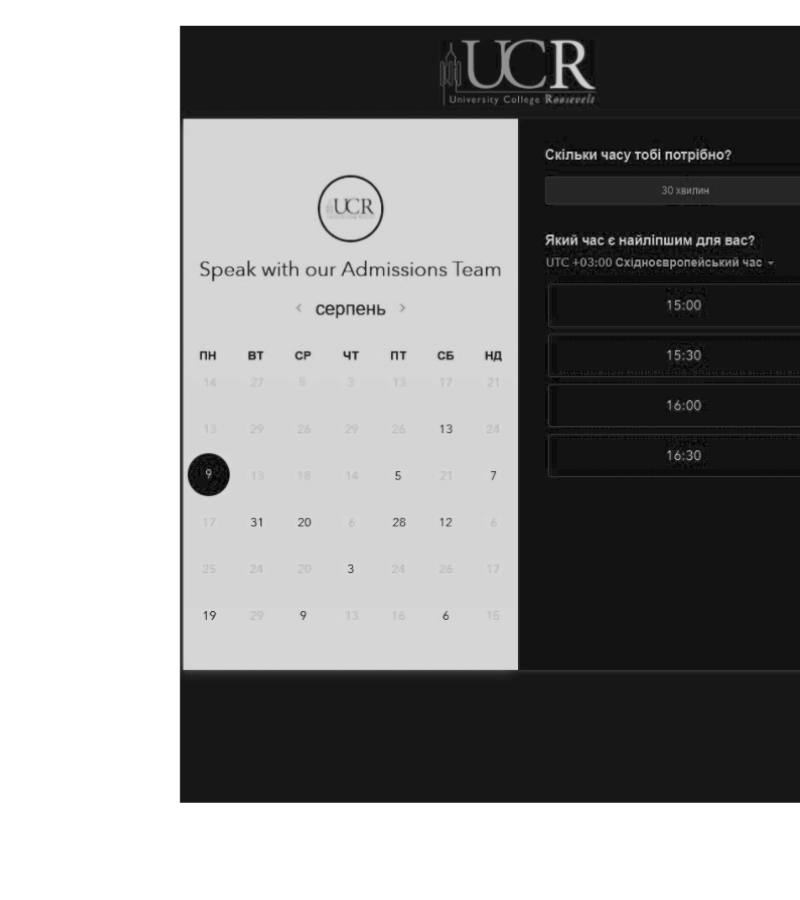 UCR
University College Roosevelt
UCR
Speak with our Admissions Team
< серпень >
ПН ВТ СР ЧТ ПТ СБ НД
14 27 5 3 13 17 21
13 29 26 29 26 13 24
9 13 18 14 5 21 7
17 31 20 6 28 12 6
25 24 20 3 24 26 17
19 29 9 13 16 6 15
Скільки часу тобі потрібно?
30 хвилин
Який час є найліпшим для вас?
UTC +03:00 Східноєвропейський час
15:00
15:30
16:00
16:30